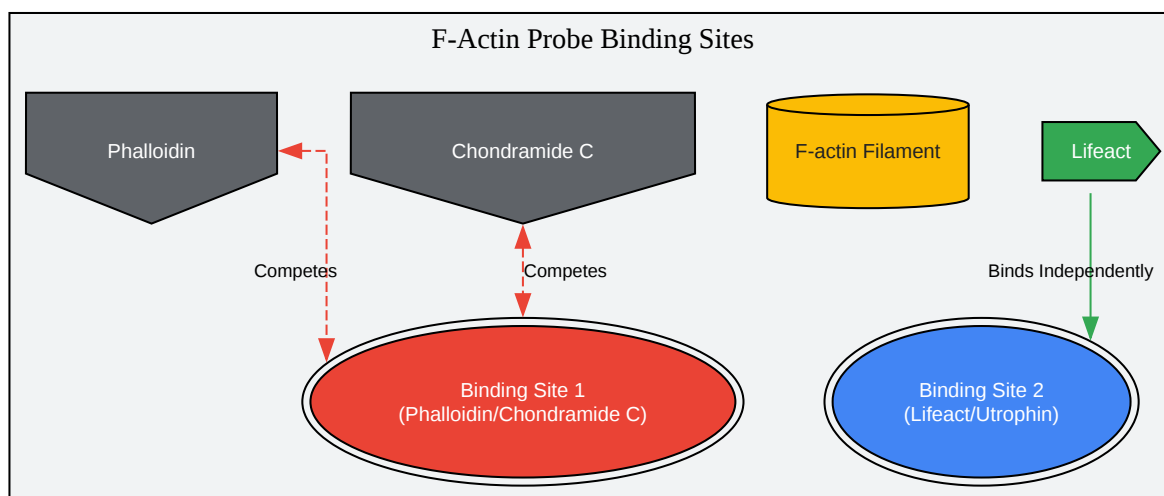 F-Actin Probe Binding Sites
Phalloidin
Chondramide C
F-actin Filament
Lifeact
Competes
Competes
Binds Independently
Binding Site 1
(Phalloidin/Chondramide C)
Binding Site 2
(Lifeact/Utrophin)